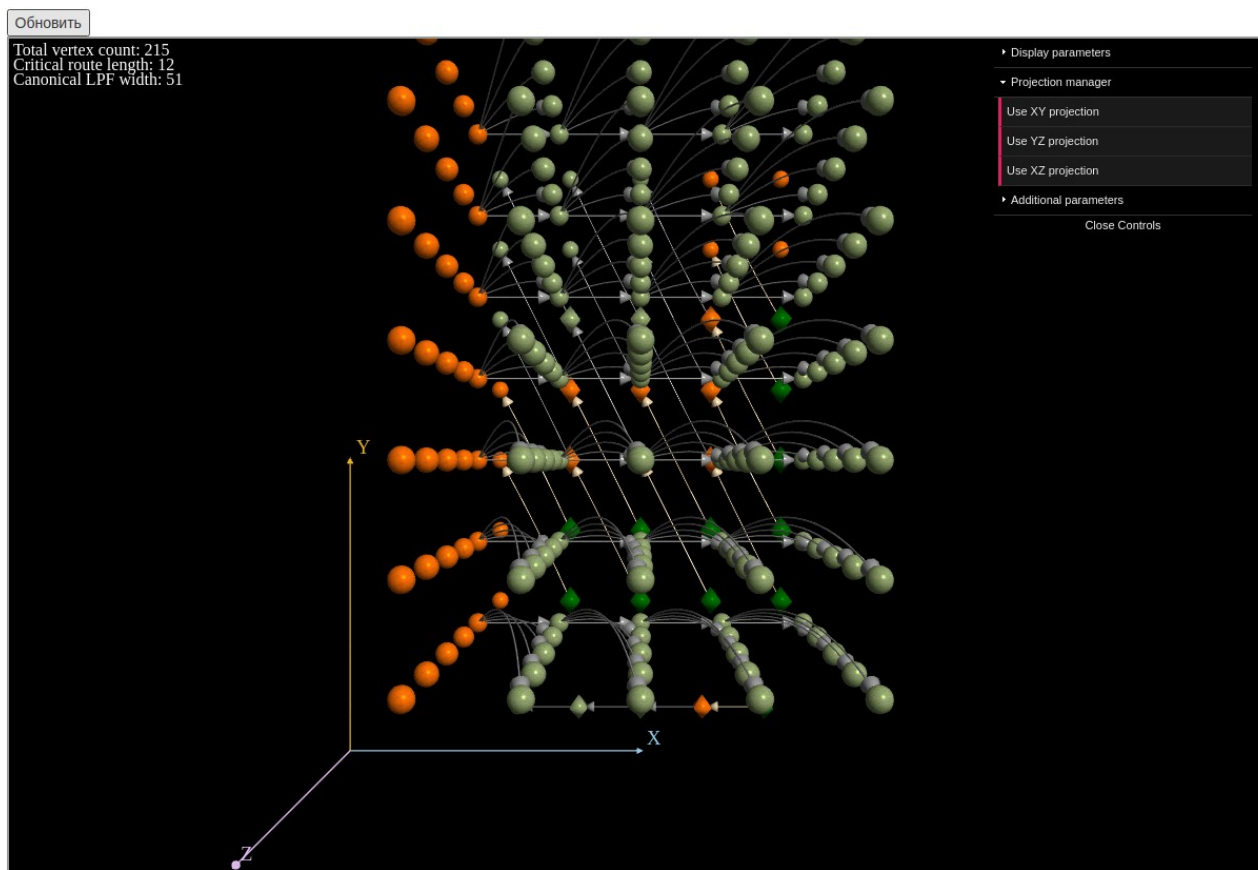 Обновить
Total vertex count: 215
Critical route length: 12
Canonical LPF width: 51
Display parameters
Projection manager
Use XY projection
Use YZ projection
Use XZ projection
Additional parameters
Close Controls
Y
X
Z